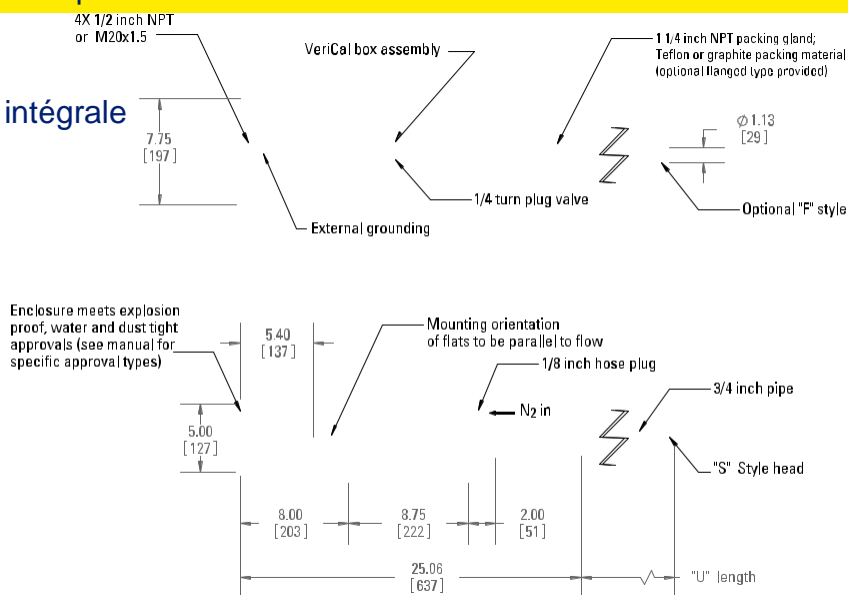 4X 1/2 inch NPT
or M20x1.5
VeriCal box assembly
1 1/4 inch NPT packing gland;
Teflon or graphite packing material
(optional flanged type provided)
intégrale
7.75
[197]
Ø 1.13
[29]
1/4 turn plug valve
Optional "F" style
External grounding
Enclosure meets explosion
proof, water and dust tight
approvals (see manual for
specific approval types)
5.40
[137]
Mounting orientation
of flats to be parallel to flow
1/8 inch hose plug
3/4 inch pipe
N2 in
5.00
[127]
"S" Style head
8.00
[203]
8.75
[222]
2.00
[51]
25.06
[637]
"U" length